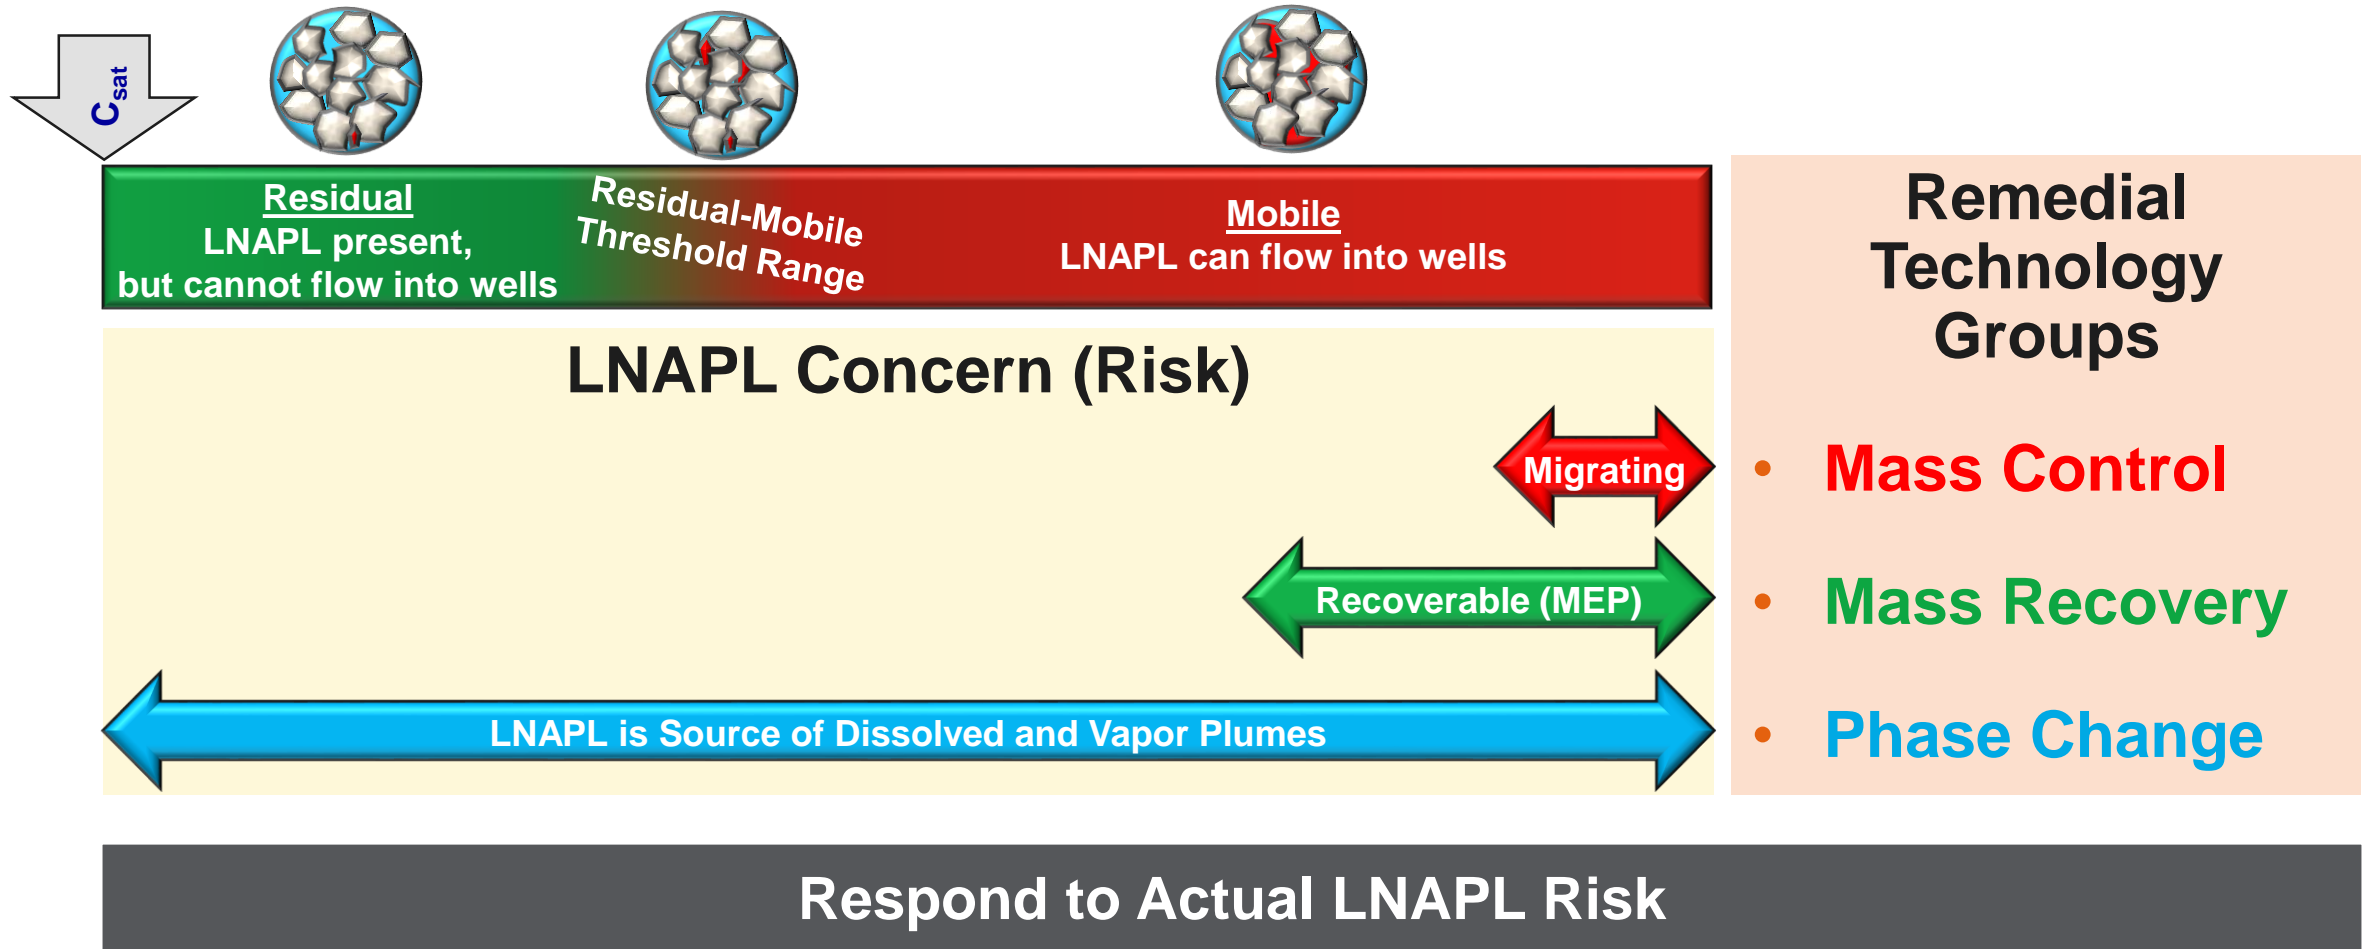 Csat
Residual
LNAPL present,
but cannot flow into wells
Residual-Mobile
Threshold Range
Mobile
LNAPL can flow into wells
LNAPL Concern (Risk)
Migrating
Recoverable (MEP)
LNAPL is Source of Dissolved and Vapor Plumes
Remedial
Technology
Groups
• Mass Control
• Mass Recovery
• Phase Change
Respond to Actual LNAPL Risk